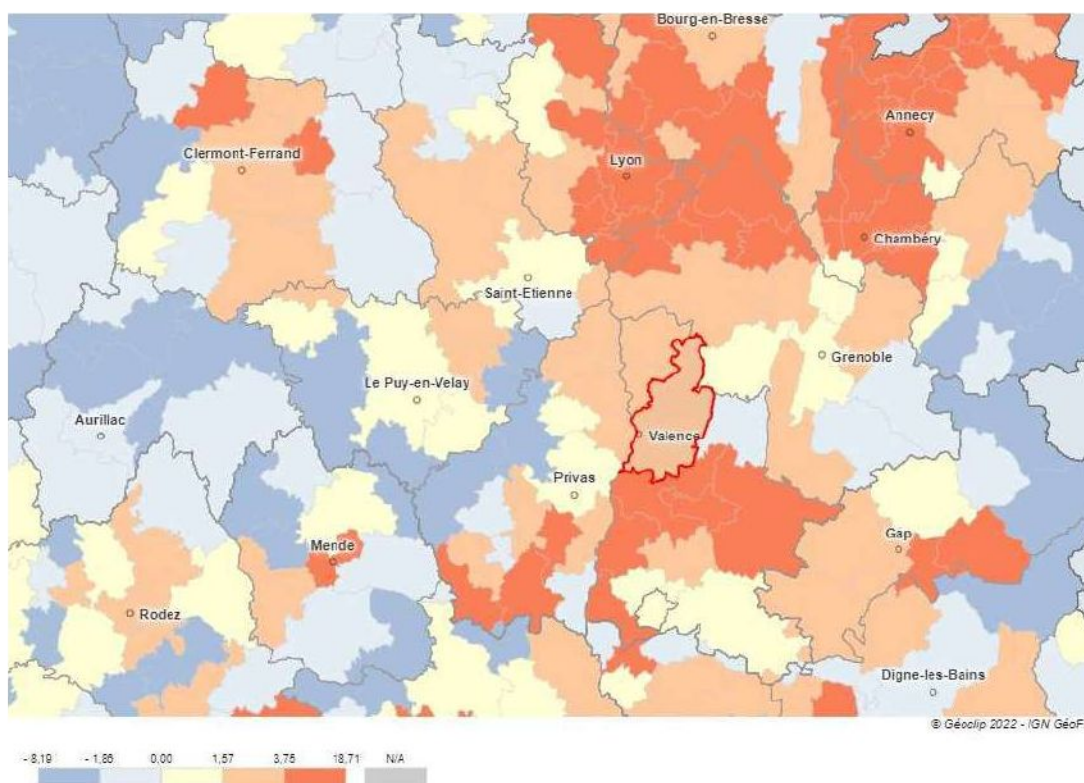 Bourg-en-Bresse
Annecy
Clermont-Ferrand
Lyon
Chambéry
Saint-Etienne
Grenoble
Le Puy-en-Velay
Aurillac
Valence
Privas
Gap
Mende
Rodez
Digne-les-Bains
© Géoclip 2022 - IGN GéoF
- 8,19 - 1,86 0,00 1,57 3,76 18,71 N/A